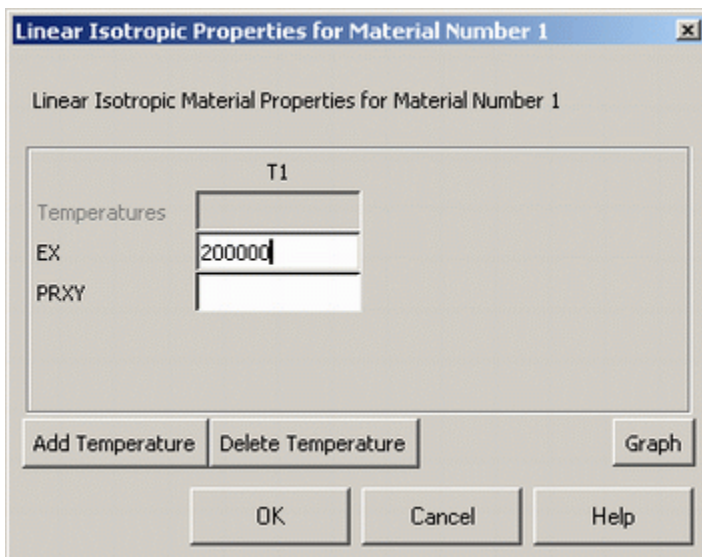 Linear Isotropic Properties for Material Number 1
Linear Isotropic Material Properties for Material Number 1
T1
Temperatures
EX 200000
PRXY
Add Temperature Delete Temperature Graph
OK Cancel Help